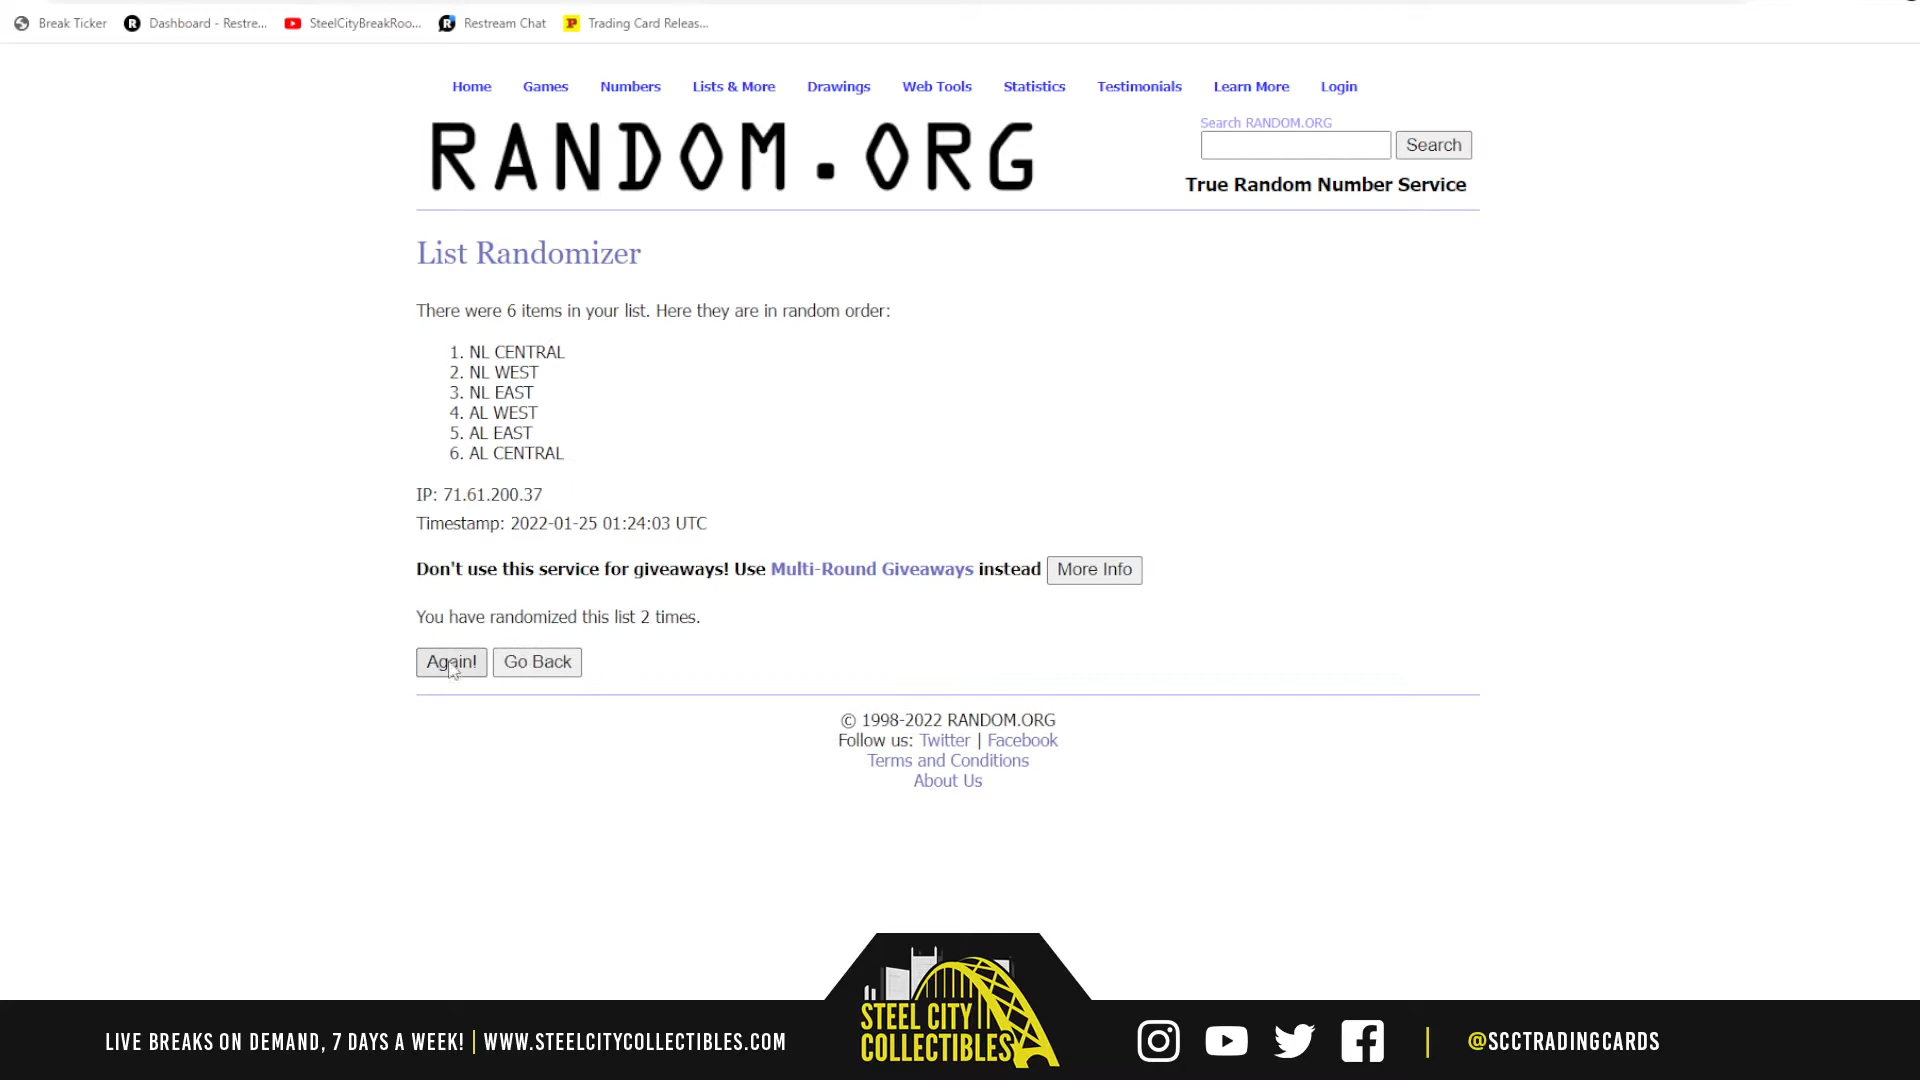 Break Ticker Dashboard - Restre... SteelCityBreakRoo... Restream Chat Trading Card Releas...
Home Games Numbers Lists & More Drawings Web Tools Statistics Testimonials Learn More Login
RANDOM.ORG
Search RANDOM.ORG
Search
True Random Number Service
List Randomizer
There were 6 items in your list. Here they are in random order:
1. NL CENTRAL
2. NL WEST
3. NL EAST
4. AL WEST
5. AL EAST
6. AL CENTRAL
IP: 71.61.200.37
Timestamp: 2022-01-25 01:24:03 UTC
Don't use this service for giveaways! Use Multi-Round Giveaways instead More Info
You have randomized this list 2 times.
Again! Go Back
© 1998-2022 RANDOM.ORG
Follow us: Twitter | Facebook
Terms and Conditions
About Us
LIVE BREAKS ON DEMAND, 7 DAYS A WEEK! | WWW.STEELCITYCOLLECTIBLES.COM
STEEL CITY
COLLECTIBLES
| @SCCTRADINGCARDS